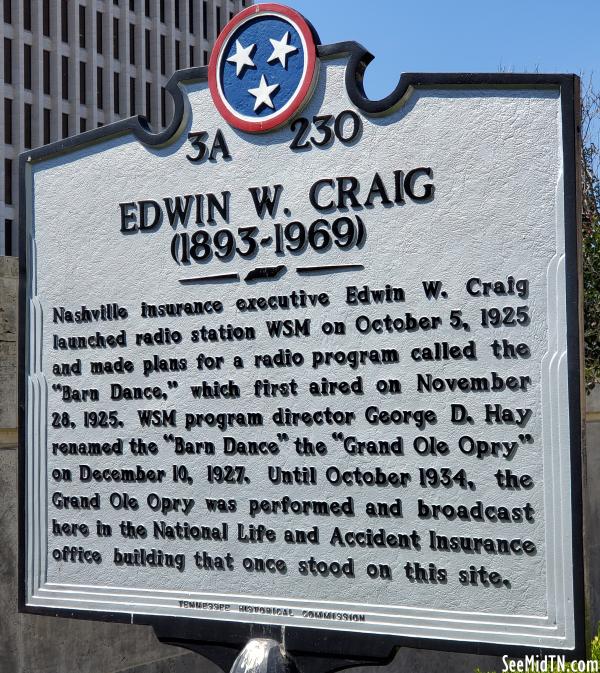 3A 230
EDWIN W. CRAIG
(1893-1969)
Nashville insurance executive Edwin W. Craig
launched radio station WSM on October 5, 1925
and made plans for a radio program called the
"Barn Dance," which first aired on November
28, 1925. WSM program director George D. Hay
renamed the "Barn Dance" the "Grand Ole Opry"
on December 10, 1927. Until October 1934, the
Grand Ole Opry was performed and broadcast
here in the National Life and Accident Insurance
office building that once stood on this site.
TENNESSEE HISTORICAL COMMISSION
SeeMidTN.com